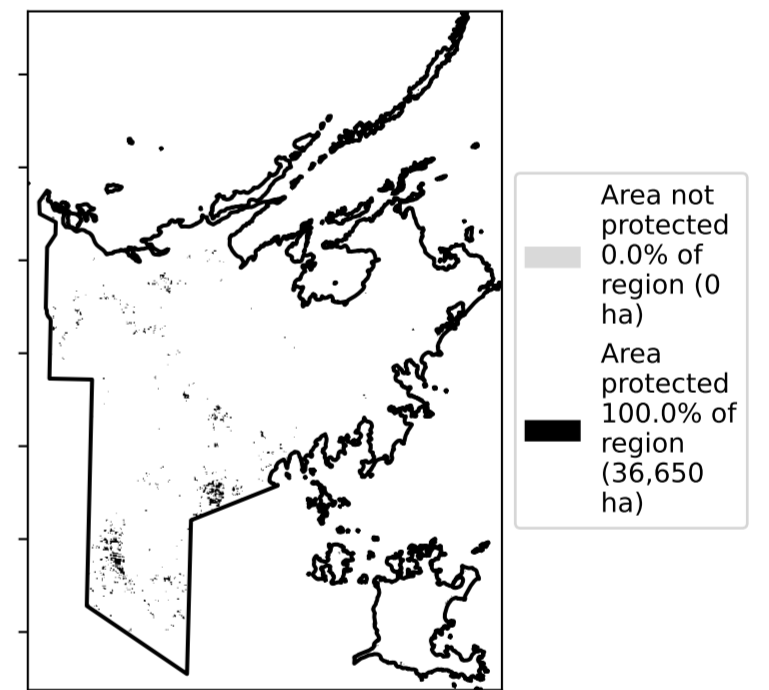 Area not
protected
0.0% of
region (0
ha)
Area
protected
100.0% of
region
(36,650
ha)